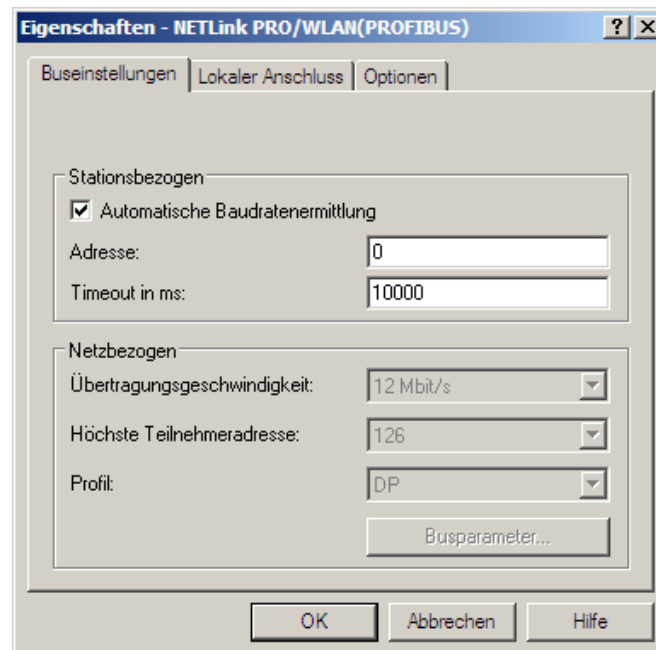 Eigenschaften - NETLink PRO/WLAN(PROFIBUS)
Buseinstellungen Lokaler Anschluss Optionen
Stationsbezogen
Automatische Baudratenermittlung
Adresse: 0
Timeout in ms: 10000
Netzbezogen
Übertragungsgeschwindigkeit: 12 Mbit/s
Höchste Teilnehmeradresse: 126
Profil: DP
Busparameter...
OK Abbrechen Hilfe